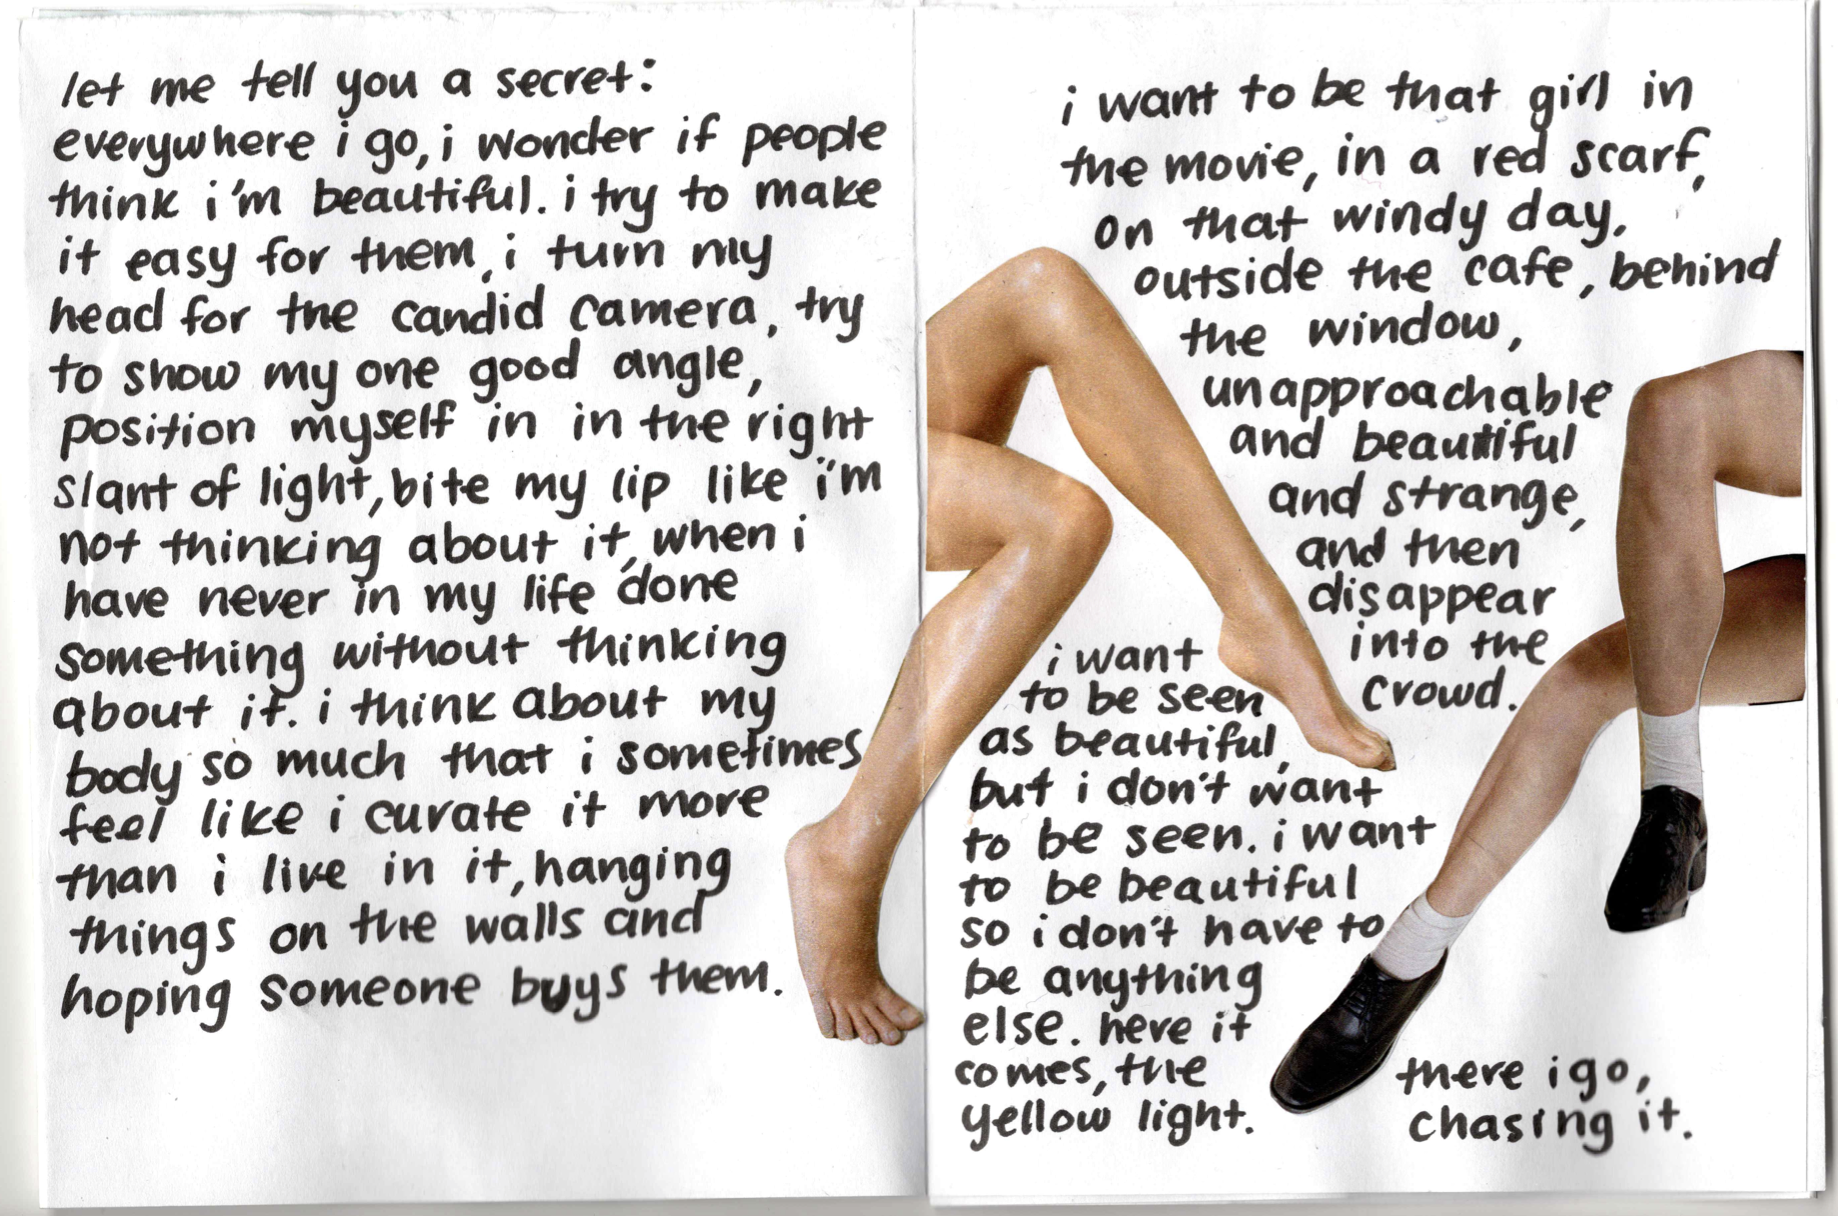 let me tell you a secret:
everywhere i go, i wonder if people
think i'm beautiful. i try to make
it easy for them, i turn my
head for the candid camera, try
to show my one good angle,
position myself in in the right
slant of light, bite my lip like i'm
not thinking about it, when i
have never in my life done
something without thinking
about it. i think about my
body so much that i sometimes
feel like i curate it more
than i live in it, hanging
things on the walls and
hoping someone buys them.
i want to be that girl in
the movie, in a red scarf,
on that windy day,
outside the cafe, behind
the window,
unapproachable
and beautiful
and strange,
and then
disappear
into the
crowd.
i want
to be seen
as beautiful,
but i don't want
to be seen. i want
to be beautiful
so i don't have to
be anything
else. here it
comes, the
yellow light.
there i go,
chasing it.